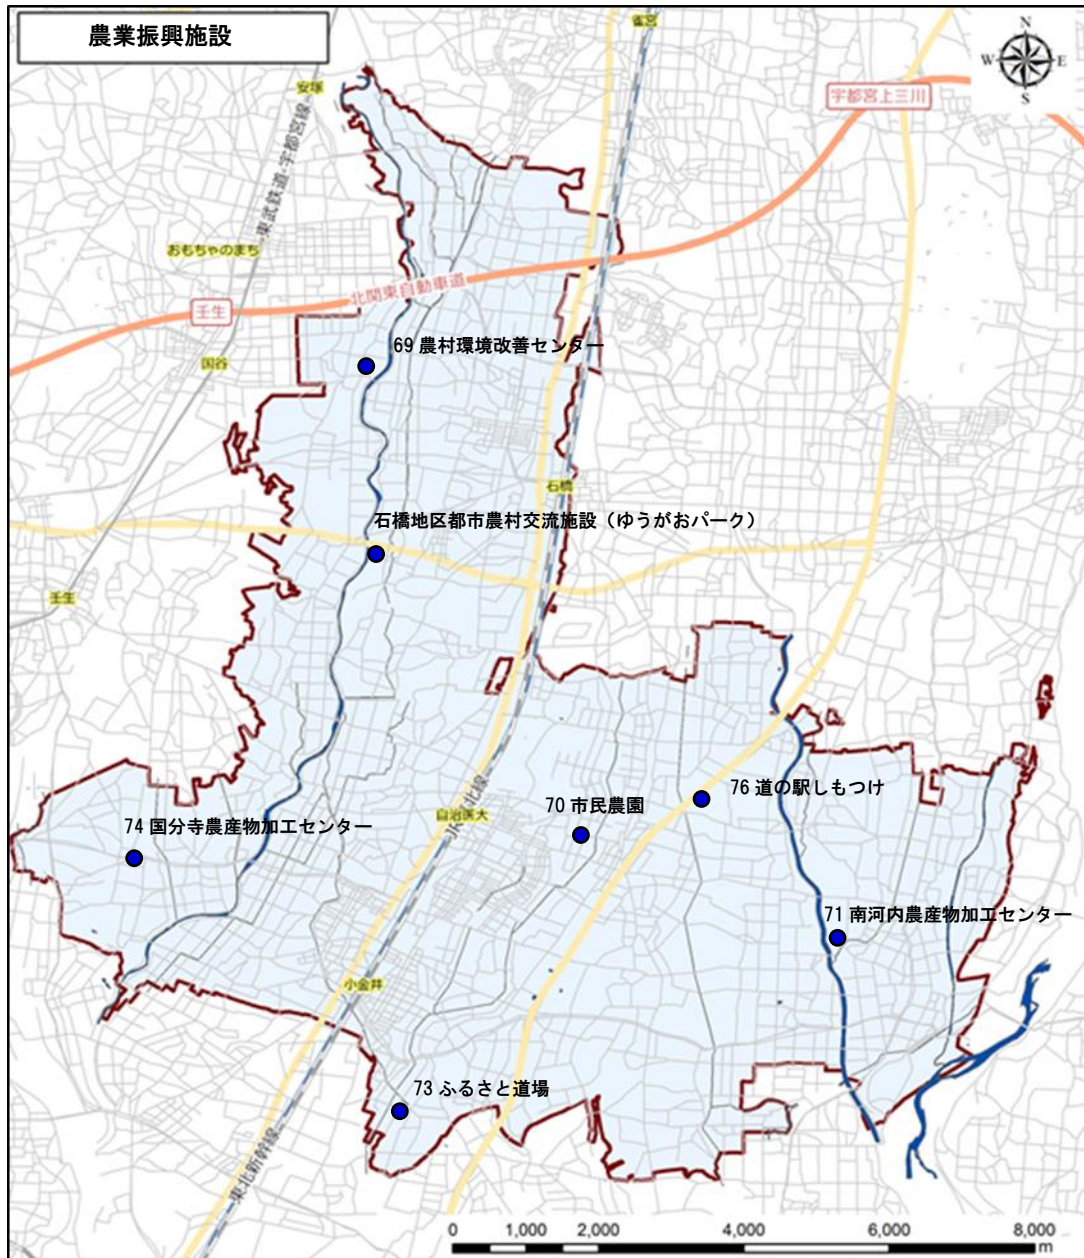 農業振興施設
雀宮
N
W E
S
安塚
宇都宮上三川
東武鉄道宇都宮線
おもちゃのまち
北関東自動車道
壬生
69 農村環境改善センター
国谷
石橋
石橋地区都市農村交流施設（ゆうがおパーク）
壬生
76 道の駅しもつけ
70 市民農園
自治医大
74 国分寺農産物加工センター
71 南河内農産物加工センター
小金井
73 ふるさと道場
東北新幹線
0 1,000 2,000 4,000 6,000 8,000
m